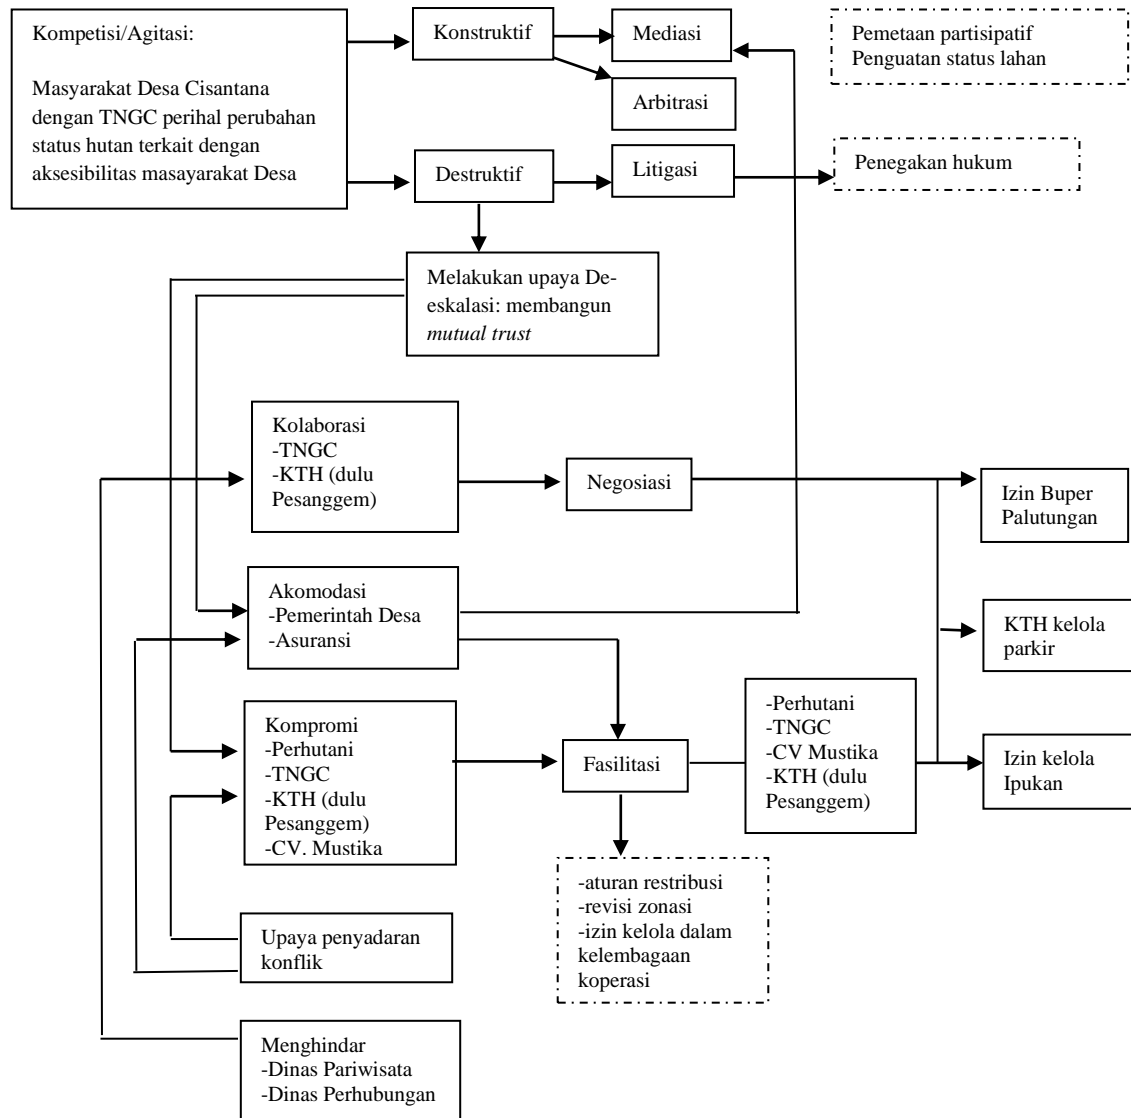 Kompetisi/Agitasi:
Masyarakat Desa Cisantana
dengan TNGC perihal perubahan
status hutan terkait dengan
aksesibilitas masayarakat Desa
Konstruktif
Mediasi
Arbitrasi
Pemetaan partisipatif
Penguatan status lahan
Destruktif
Litigasi
Penegakan hukum
Melakukan upaya De-
eskalasi: membangun
mutual trust
Kolaborasi
-TNGC
-KTH (dulu
Pesanggem)
Negosiasi
Izin Buper
Palutungan
Akomodasi
-Pemerintah Desa
-Asuransi
KTH kelola
parkir
Kompromi
-Perhutani
-TNGC
-KTH (dulu
Pesanggem)
-CV. Mustika
Fasilitasi
-Perhutani
-TNGC
-CV Mustika
-KTH (dulu
Pesanggem)
Izin kelola
Ipukan
-aturan restribusi
-revisi zonasi
-izin kelola dalam
kelembagaan
koperasi
Upaya penyadaran
konflik
Menghindar
-Dinas Pariwisata
-Dinas Perhubungan